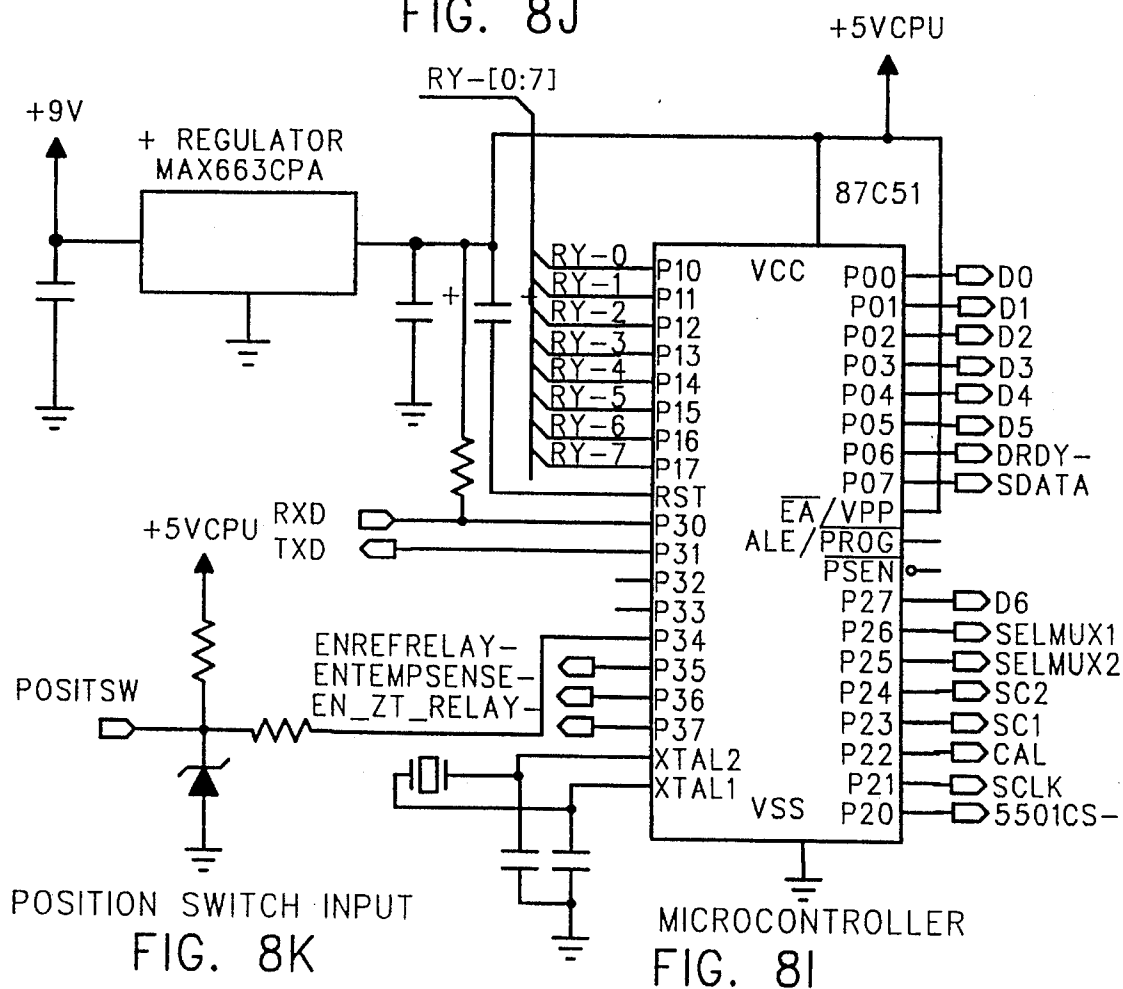 FIG. 8J
+5VCPU
RY-[0:7]
+9V
+ REGULATOR
MAX663CPA
87C51
+
+
RY-0
RY-1
RY-2
RY-3
RY-4
RY-5
RY-6
RY-7
P10
P11
P12
P13
P14
P15
P16
P17
RST
P30
P31
P32
P33
P34
P35
P36
P37
XTAL2
XTAL1
VCC
VSS
P00
P01
P02
P03
P04
P05
P06
P07
EA/VPP
ALE/PROG
PSEN
P27
P26
P25
P24
P23
P22
P21
P20
D0
D1
D2
D3
D4
D5
DRDY-
SDATA
D6
SELMUX1
SELMUX2
SC2
SC1
CAL
SCLK
5501CS-
RXD
TXD
+5VCPU
ENREFRELAY-
ENTEMPSENSE-
EN_ZT_RELAY-
POSITSW
POSITION SWITCH INPUT
FIG. 8K
MICROCONTROLLER
FIG. 8I